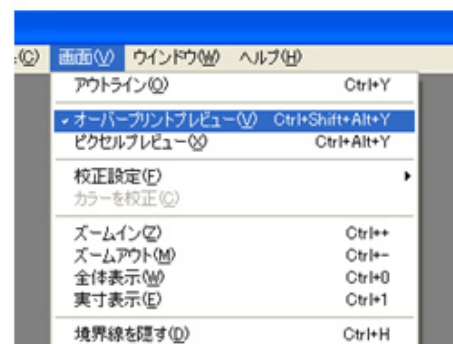 :(C) 画面(V) ウインドウ(W) ヘルプ(H)
アウトライン(O) Ctrl+Y
✓オーバープリントプレビュー(V) Ctrl+Shift+Alt+Y
ピクセルプレビュー(X) Ctrl+Alt+Y
校正設定(F)
カラーを校正(C)
ズームイン(Z) Ctrl++
ズームアウト(M) Ctrl+-
全体表示(W) Ctrl+0
実寸表示(E) Ctrl+1
境界線を隠す(D) Ctrl+H